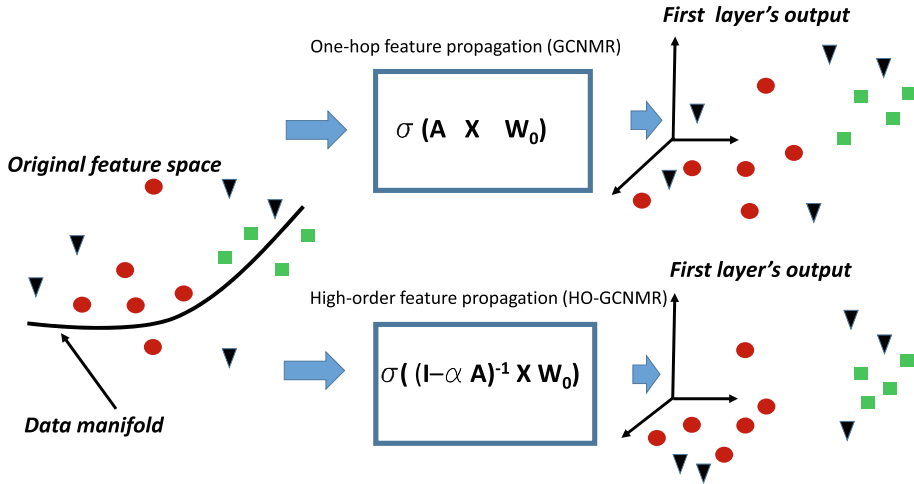 First layer's output
One-hop feature propagation (GCNMR)
σ (A X W₀)
Original feature space
First layer's output
High-order feature propagation (HO-GCNMR)
σ( (I−α A)⁻¹ X W₀)
Data manifold